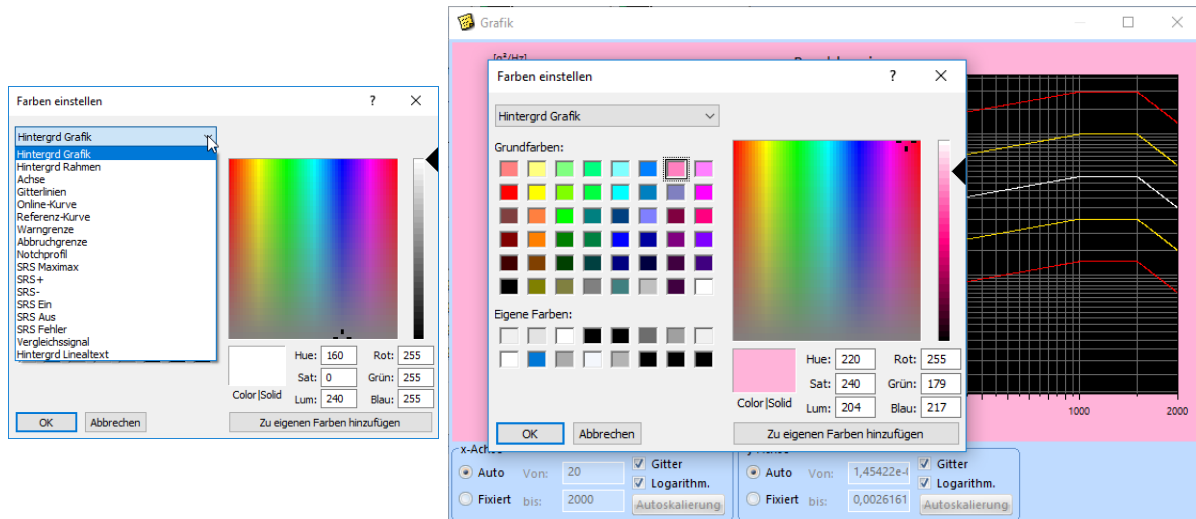 Farben einstellen
?
Hintergrd Grafik
Hintergrd Grafik
Hintergrd Rahmen
Achse
Gitterlinien
Online-Kurve
Referenz-Kurve
Warngrenze
Abbruchgrenze
Notchprofil
SRS Maximax
SRS+
SRS-
SRS Ein
SRS Aus
SRS Fehler
Vergleichssignal
Hintergrd Linealtext
Hue: 160 Rot: 255
Sat: 0 Grün: 255
Color|Solid Lum: 240 Blau: 255
OK Abbrechen Zu eigenen Farben hinzufügen
Grafik
[g²/Hz]
Farben einstellen
?
Hintergrd Grafik
Grundfarben:
Eigene Farben:
Hue: 220 Rot: 255
Sat: 240 Grün: 179
Color|Solid Lum: 204 Blau: 217
OK Abbrechen Zu eigenen Farben hinzufügen
1000 2000
x-Achse
Auto Von: 20 Gitter
Logarithm.
Fixiert bis: 2000 Autoskalierung
y-Achse
Auto Von: 1,45422e- Gitter
Logarithm.
Fixiert bis: 0,0026161 Autoskalierung